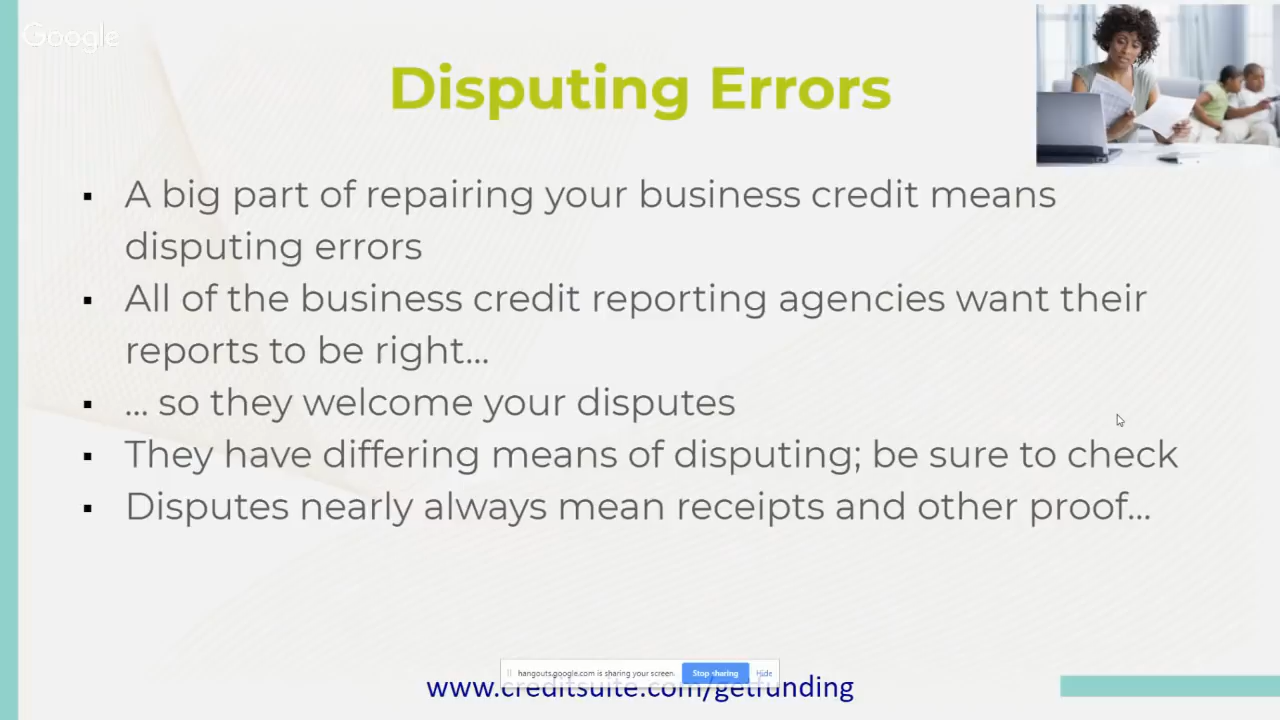 Google
Disputing Errors
▪ A big part of repairing your business credit means
disputing errors
▪ All of the business credit reporting agencies want their
reports to be right...
▪ ... so they welcome your disputes
▪ They have differing means of disputing; be sure to check
▪ Disputes nearly always mean receipts and other proof...
hangouts.google.com is sharing your screen. Stop sharing Hide
www.creditsuite.com/getfunding